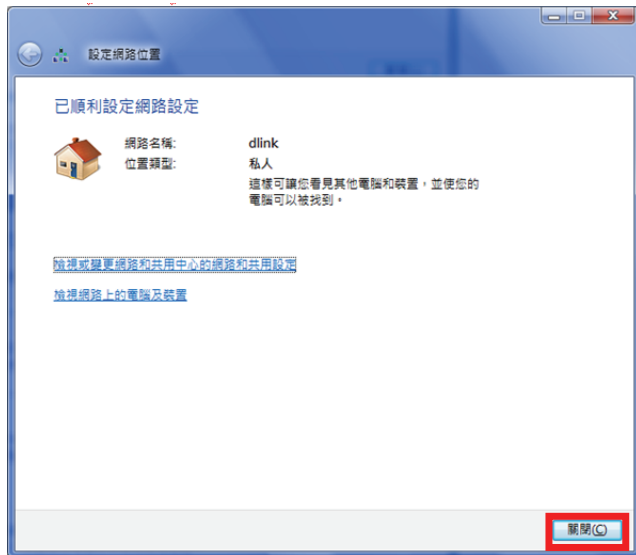 設定網路位置
已順利設定網路設定
網路名稱: dlink
位置類型: 私人
這樣可讓您看見其他電腦和裝置，並使您的
電腦可以被找到。
檢視或變更網路和共用中心的網路和共用設定
檢視網路上的電腦及裝置
關閉(C)